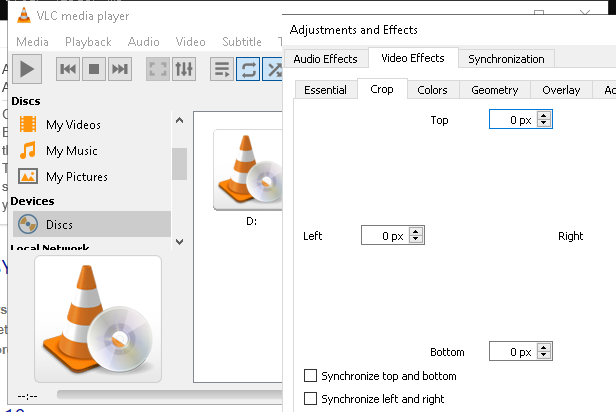 VLC media player
Media Playback Audio Video Subtitle T
Discs
My Videos
My Music
My Pictures
Devices
Discs
Local Network
D:
--:--
Adjustments and Effects
Audio Effects Video Effects Synchronization
Essential Crop Colors Geometry Overlay
Top 0 px
Left 0 px Right
Bottom 0 px
Synchronize top and bottom
Synchronize left and right